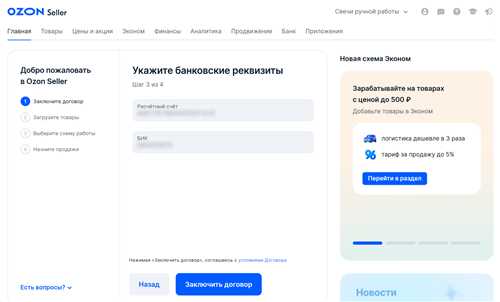 OZON Seller
Свечи ручной работы
Главная Товары Цены и акции Эконом Финансы Аналитика Продвижение Банк Приложения
Добро пожаловать
в Ozon Seller
1 Заключите договор
2 Загрузите товары
3 Выберите схему работы
4 Начните продажи
Есть вопросы?
Укажите банковские реквизиты
Шаг 3 из 4
Расчётный счёт
БИК
Нажимая «Заключить договор», соглашаюсь с условиями Договора
Назад
Заключить договор
Новая схема Эконом
Зарабатывайте на товарах
с ценой до 500 ₽
Добавьте товары в Эконом
логистика дешевле в 3 раза
% тариф за продажу до 5%
Перейти в раздел
Новости